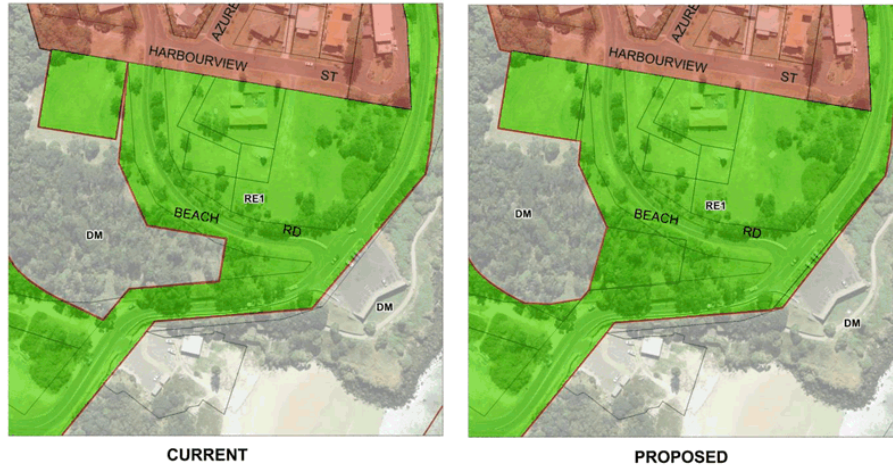 AZURE
HARBOURVIEW
ST
DM
RE1
BEACH
RD
DM
CURRENT
AZURE
HARBOURVIEW
ST
DM
RE1
BEACH
RD
DM
PROPOSED